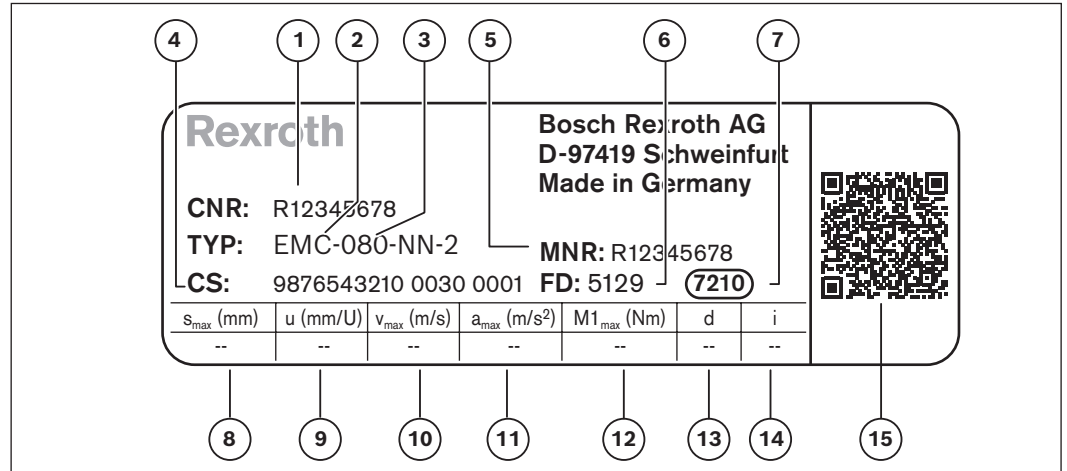 4 1 2 3 5 6 7
Rexroth
Bosch Rexroth AG
D-97419 Schweinfurt
Made in Germany
CNR: R12345678
TYP: EMC-080-NN-2
MNR: R12345678
CS: 9876543210 0030 0001 FD: 5129 7210
smax (mm) u (mm/U) vmax (m/s) amax (m/s²) M1max (Nm) d i
-- -- -- -- -- -- --
8 9 10 11 12 13 14 15